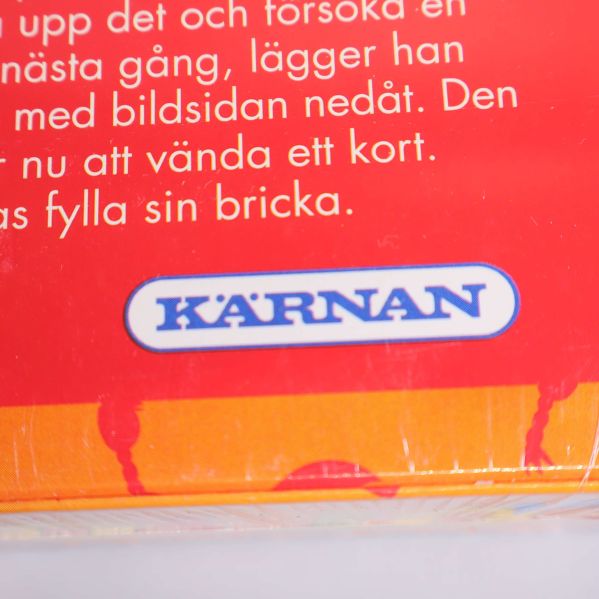 upp det och försöka en
nästa gång, lägger han
med bildsidan nedåt. Den
nu att vända ett kort.
fylla sin bricka.
KÄRNAN